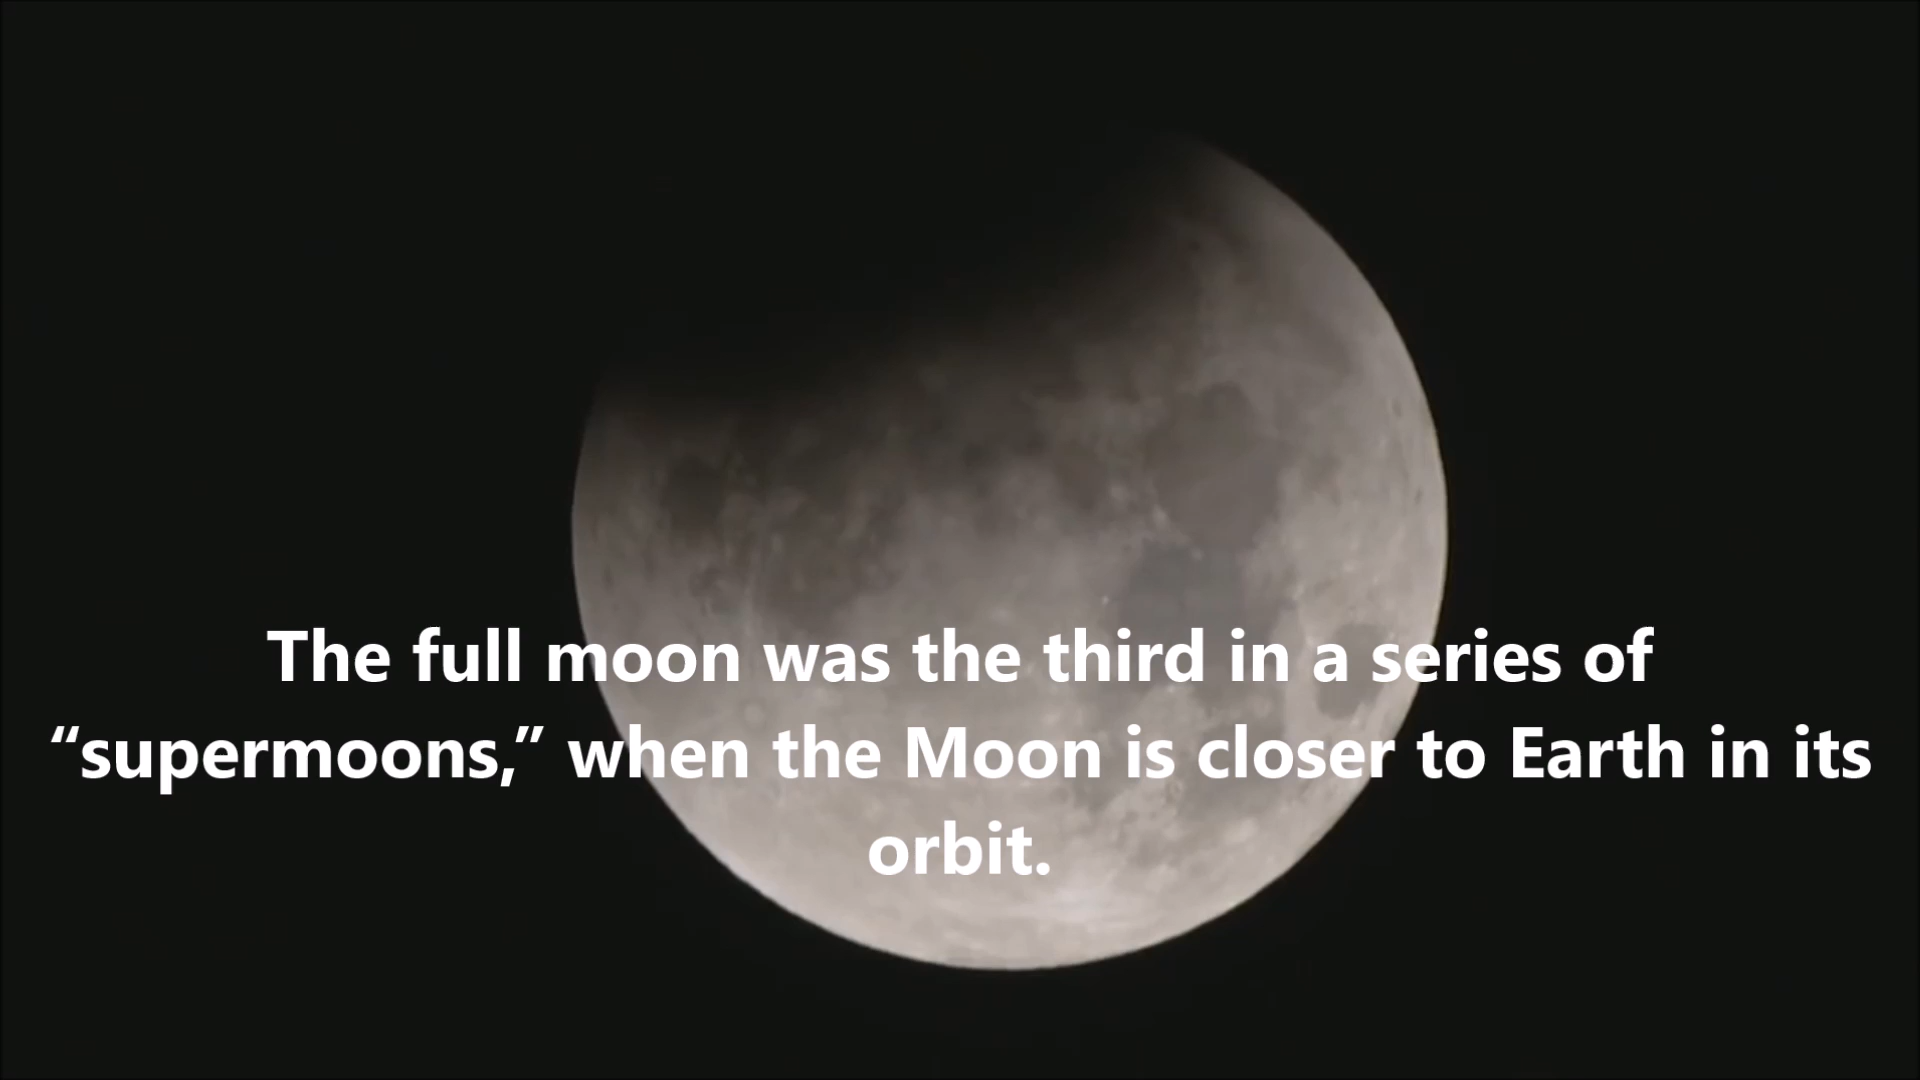 The full moon was the third in a series of
“supermoons,” when the Moon is closer to Earth in its
orbit.